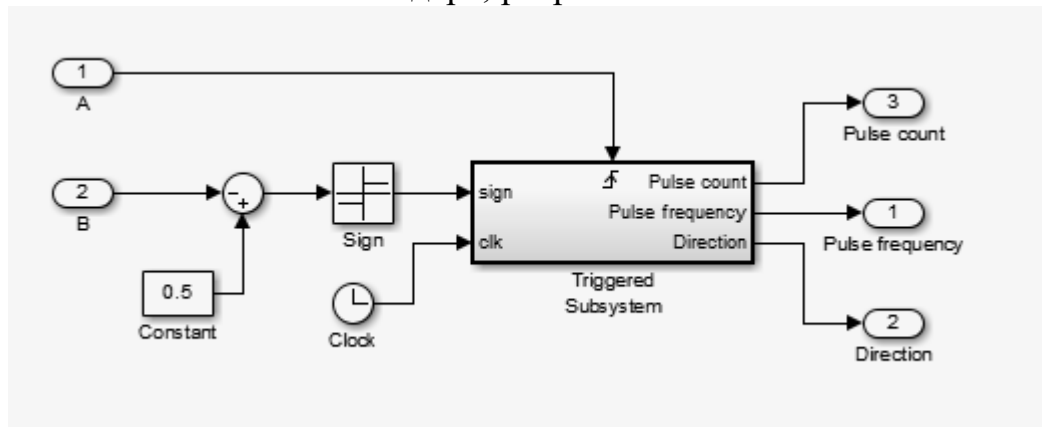 1
A
2
B
-
+
0.5
Constant
Sign
Clock
sign
clk
Pulse count
Pulse frequency
Direction
Triggered
Subsystem
3
Pulse count
1
Pulse frequency
2
Direction